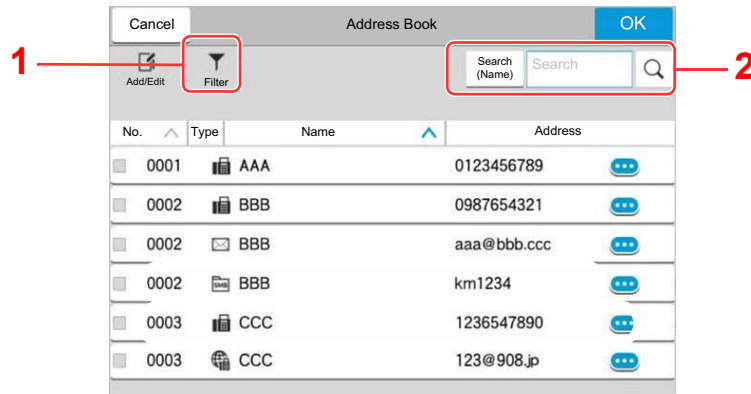 Cancel Address Book OK
1 Add/Edit Filter Search (Name) Search 2
No. Type Name Address
0001 AAA 0123456789
0002 BBB 0987654321
0002 BBB aaa@bbb.ccc
0002 SMB BBB km1234
0003 CCC 1236547890
0003 CCC 123@908.jp